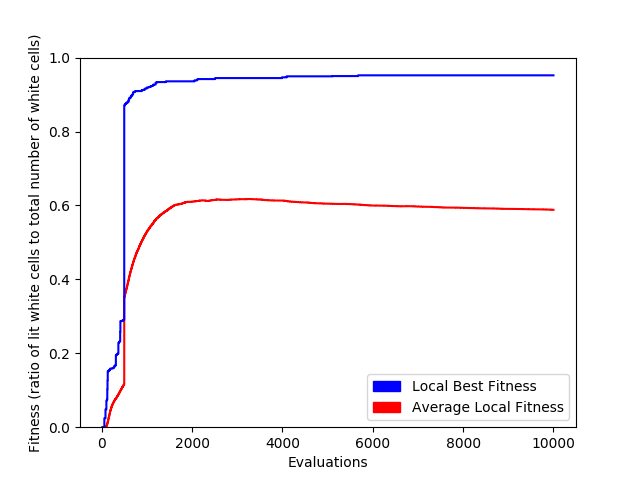 Fitness (ratio of lit white cells to total number of white cells)
1.0
0.8
0.6
0.4
0.2
0.0
0 2000 4000 6000 8000 10000
Evaluations
Local Best Fitness
Average Local Fitness